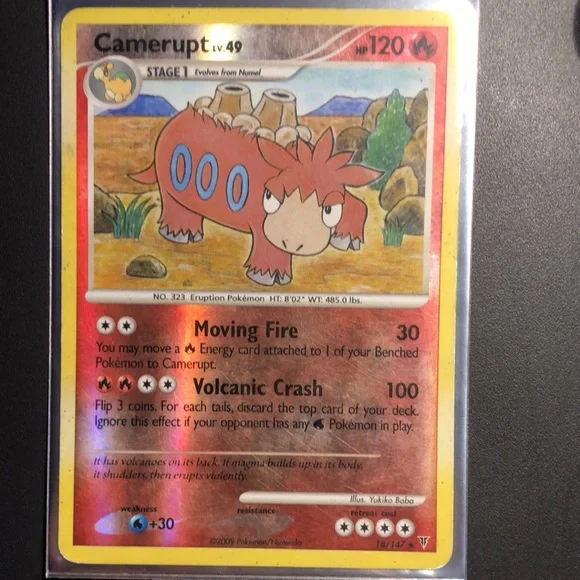 Camerupt LV.49 HP 120
STAGE 1 Evolves from Numel
NO. 323 Eruption Pokémon HT: 8'02" WT: 485.0 lbs.
Moving Fire 30
You may move a Energy card attached to 1 of your Benched
Pokémon to Camerupt.
Volcanic Crash 100
Flip 3 coins. For each tails, discard the top card of your deck.
Ignore this effect if your opponent has any Pokémon in play.
It has volcanoes on its back. If magma builds up in its body,
it shudders, then erupts violently.
Illus. Yukiko Baba
weakness resistance retreat cost
+30
©2009 Pokémon/Nintendo 16/147